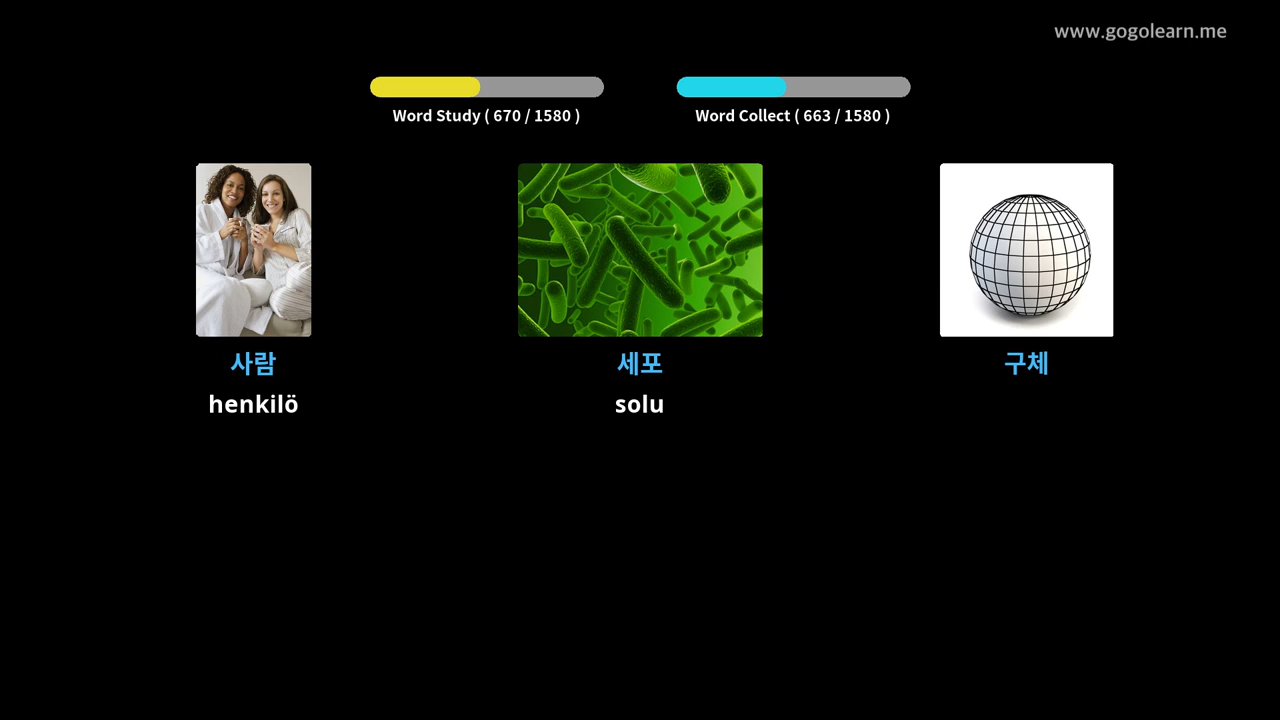 www.gogolearn.me
Word Study ( 670 / 1580 )
Word Collect ( 663 / 1580 )
사람
세포
구체
henkilö
solu